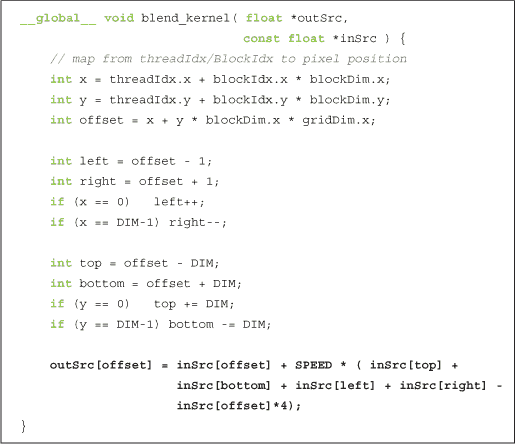 __global__ void blend_kernel( float *outSrc,
                              const float *inSrc ) {
    // map from threadIdx/BlockIdx to pixel position
    int x = threadIdx.x + blockIdx.x * blockDim.x;
    int y = threadIdx.y + blockIdx.y * blockDim.y;
    int offset = x + y * blockDim.x * gridDim.x;

    int left = offset - 1;
    int right = offset + 1;
    if (x == 0)   left++;
    if (x == DIM-1) right--;

    int top = offset - DIM;
    int bottom = offset + DIM;
    if (y == 0)   top += DIM;
    if (y == DIM-1) bottom -= DIM;

    outSrc[offset] = inSrc[offset] + SPEED * ( inSrc[top] +
                     inSrc[bottom] + inSrc[left] + inSrc[right] -
                     inSrc[offset]*4);
}